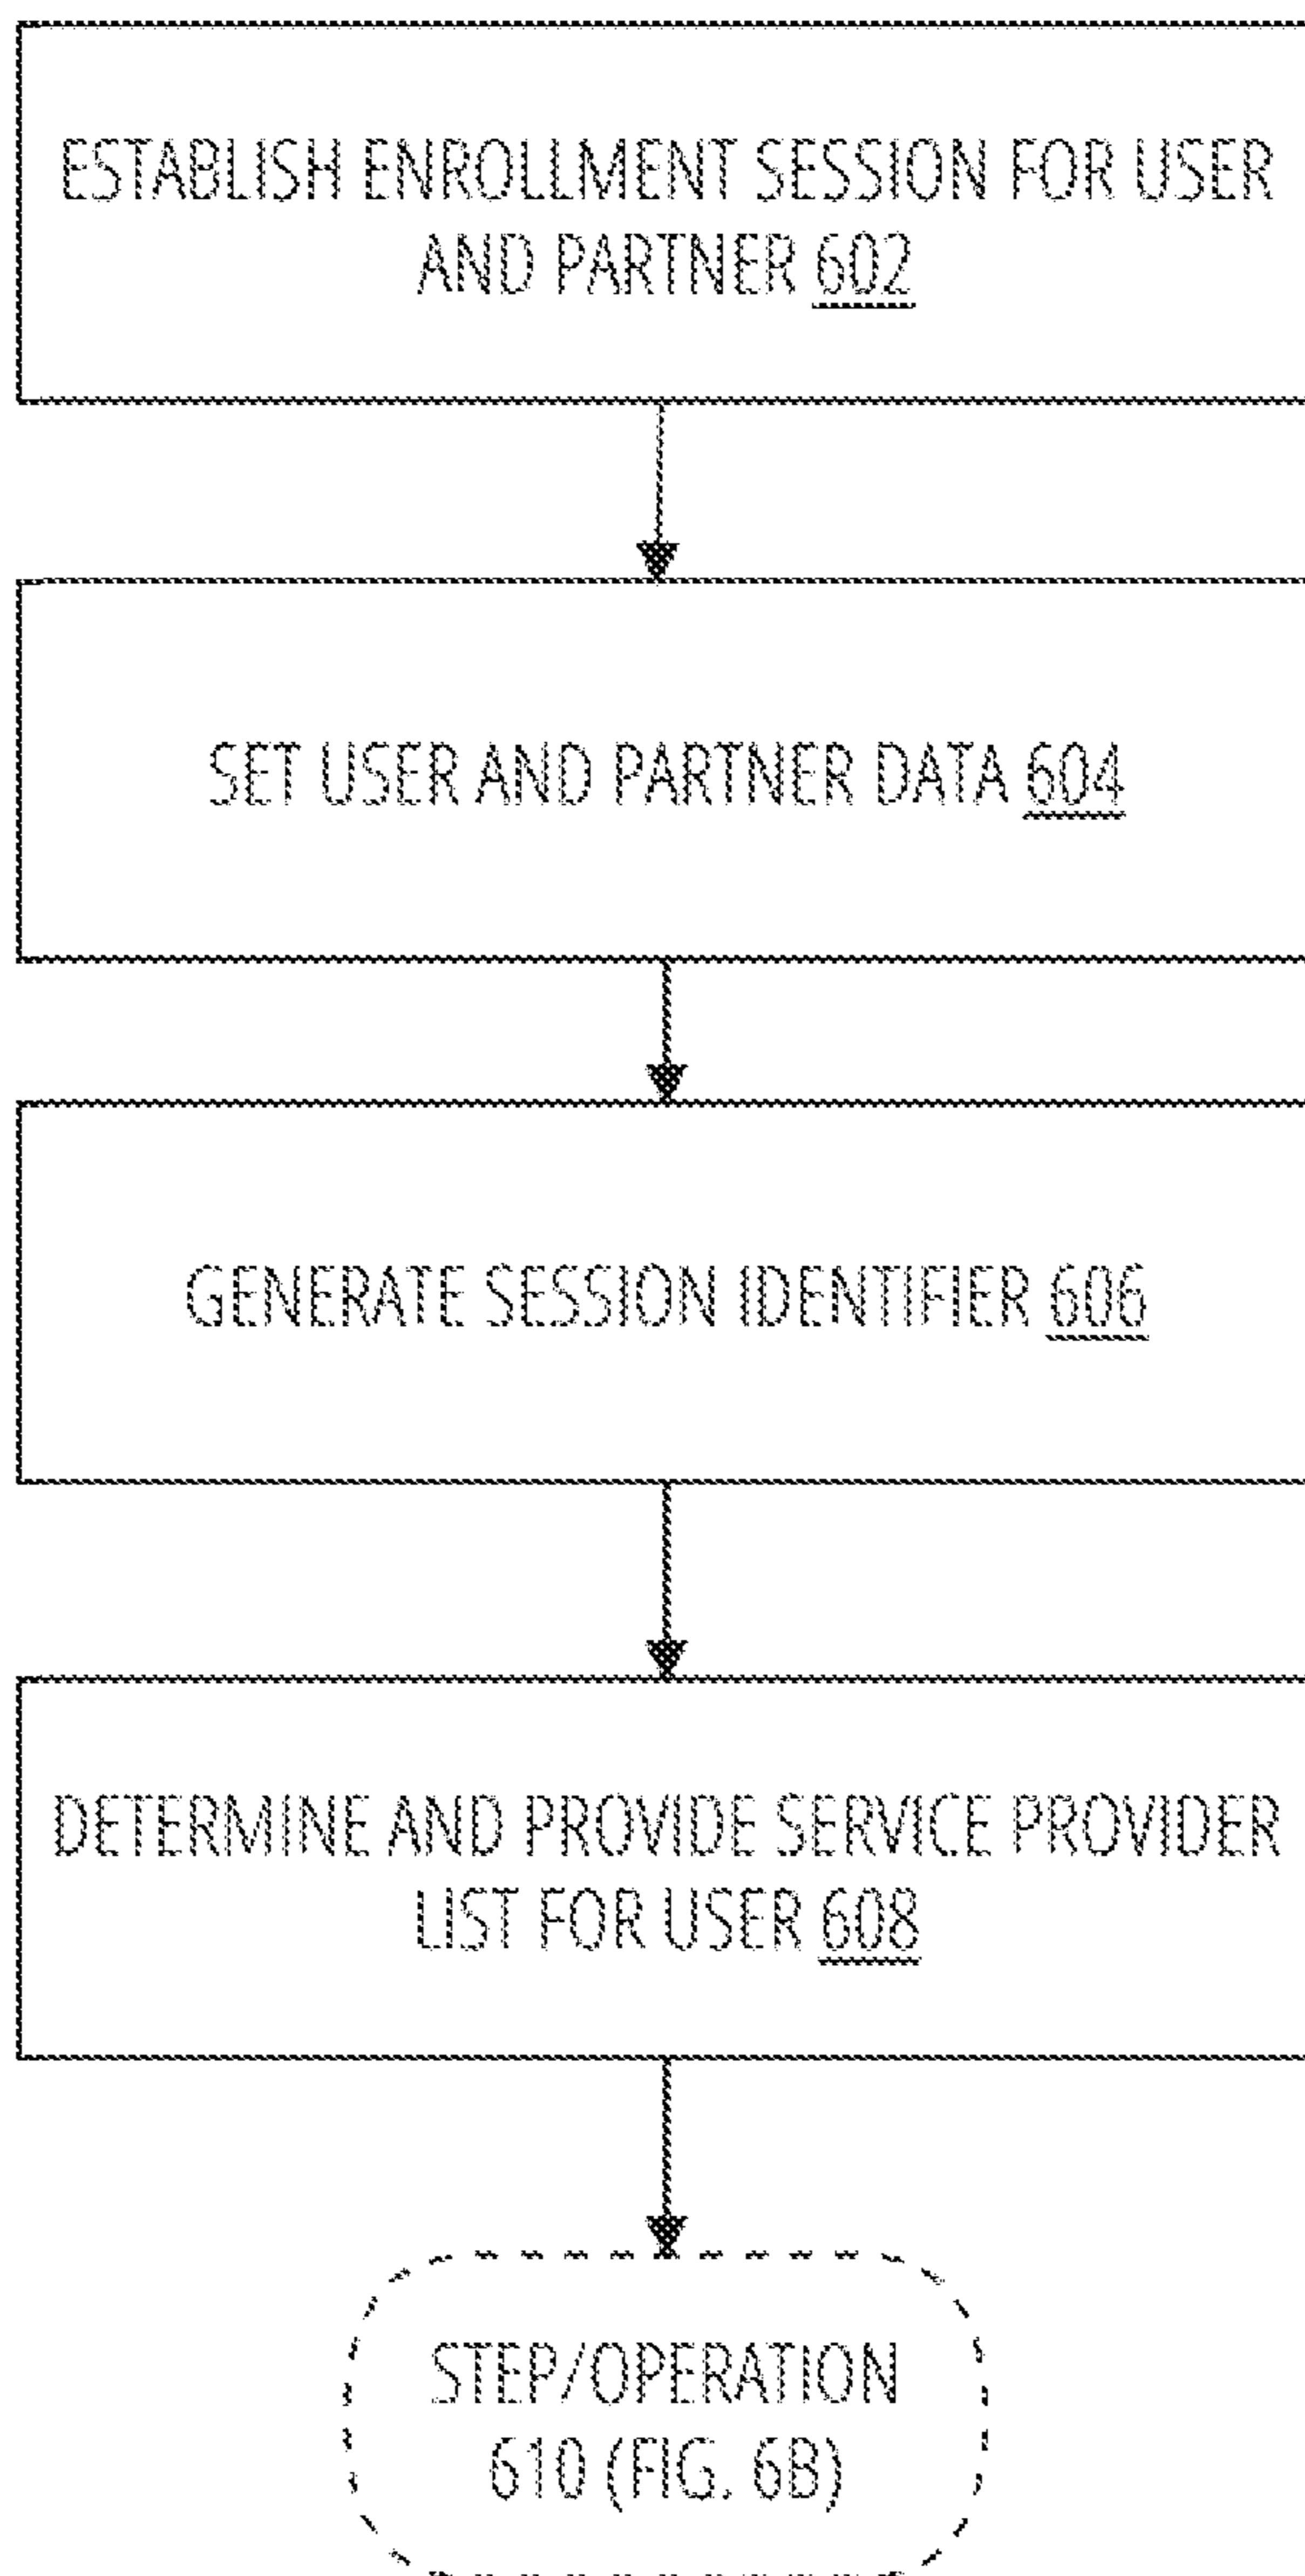 ESTABLISH ENROLLMENT SESSION FOR USER
AND PARTNER 602
SET USER AND PARTNER DATA 604
GENERATE SESSION IDENTIFIER 606
DETERMINE AND PROVIDE SERVICE PROVIDER
LIST FOR USER 608
STEP/OPERATION
610 (FIG. 6B)